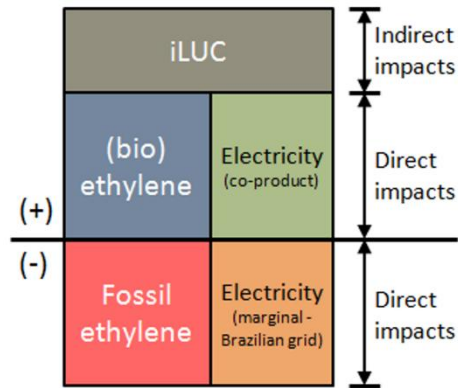 iLUC
Indirect
impacts
(bio)
ethylene
Electricity
(co-product)
Direct
impacts
(+)
(-)
Fossil
ethylene
Electricity
(marginal -
Brazilian grid)
Direct
impacts